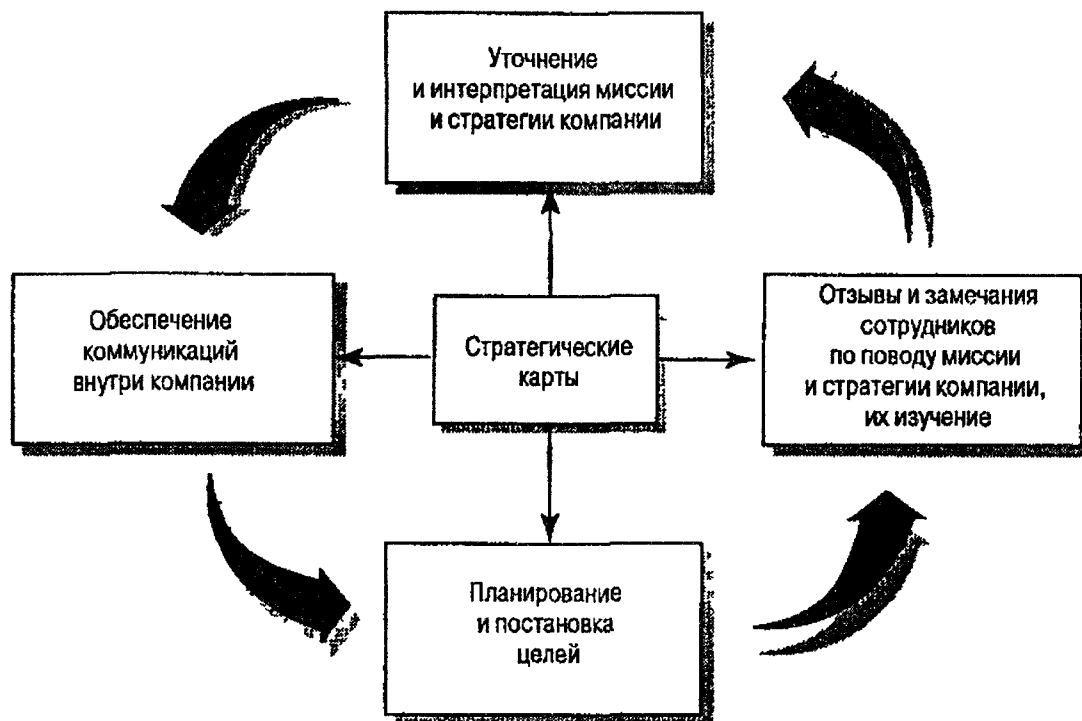 Уточнение
и интерпретация миссии
и стратегии компании
Обеспечение
коммуникаций
внутри компании
Стратегические
карты
Отзывы и замечания
сотрудников
по поводу миссии
и стратегии компании,
их изучение
Планирование
и постановка
целей